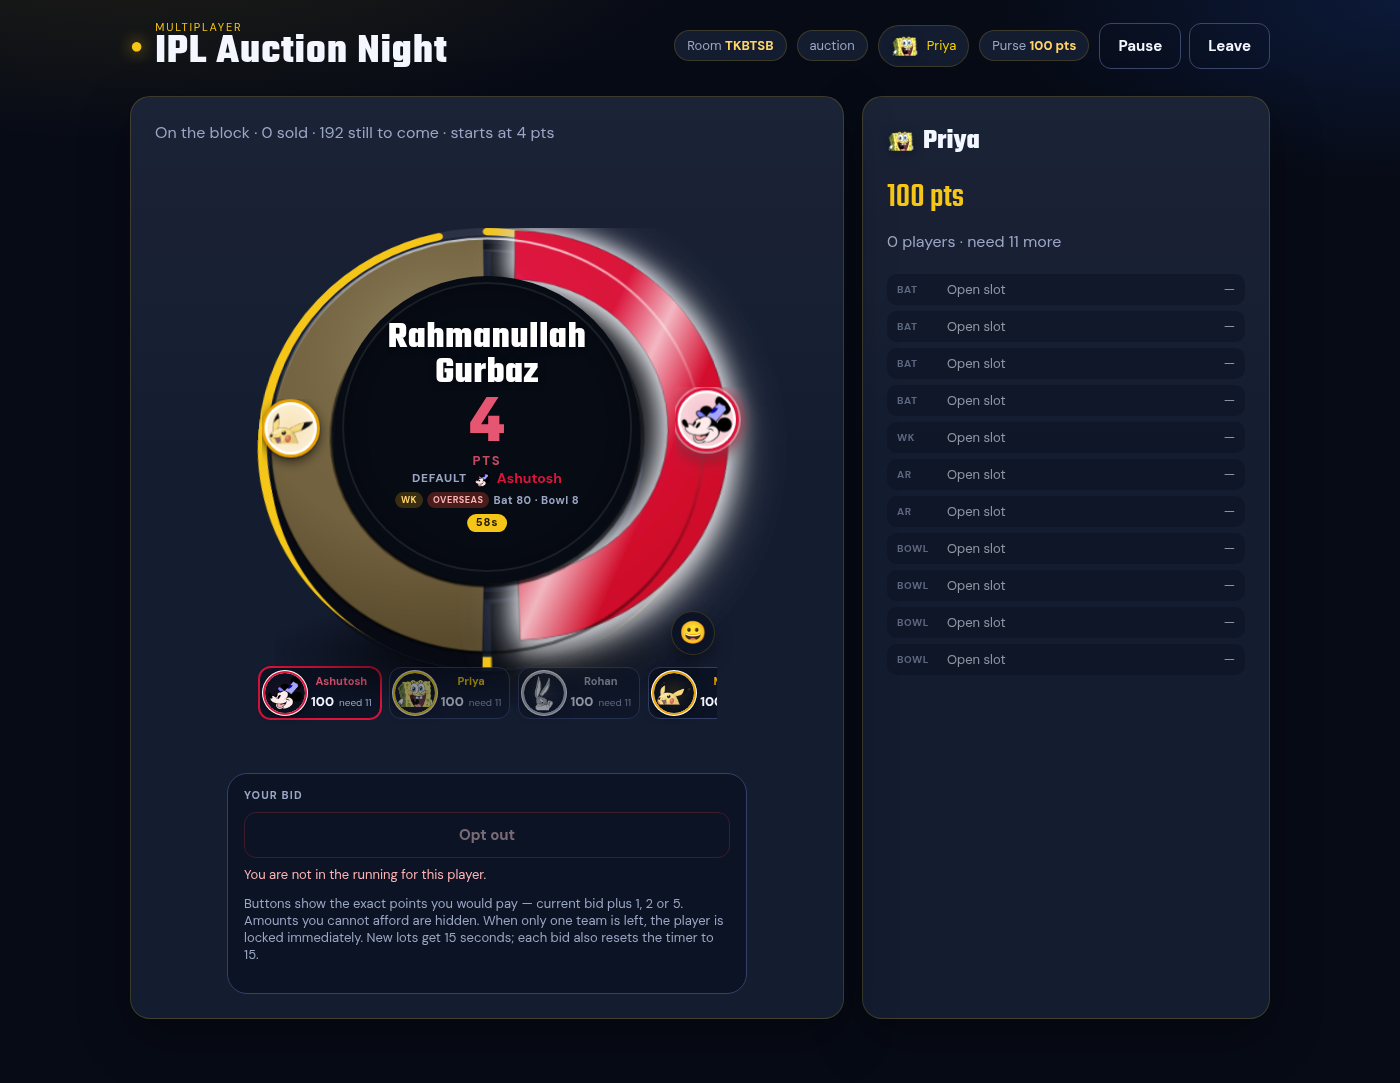 MULTIPLAYER
IPL Auction Night
Room TKBTSB
auction
Priya
Purse 100 pts
Pause
Leave
On the block · 0 sold · 192 still to come · starts at 4 pts
Rahmanullah
Gurbaz
4
PTS
DEFAULT Ashutosh
WK OVERSEAS Bat 80 · Bowl 8
58s
Ashutosh
100 need 11
Priya
100 need 11
Rohan
100 need 11
YOUR BID
Opt out
You are not in the running for this player.
Buttons show the exact points you would pay — current bid plus 1, 2 or 5.
Amounts you cannot afford are hidden. When only one team is left, the player is
locked immediately. New lots get 15 seconds; each bid also resets the timer to
15.
Priya
100 pts
0 players · need 11 more
BAT Open slot —
BAT Open slot —
BAT Open slot —
BAT Open slot —
WK Open slot —
AR Open slot —
AR Open slot —
BOWL Open slot —
BOWL Open slot —
BOWL Open slot —
BOWL Open slot —